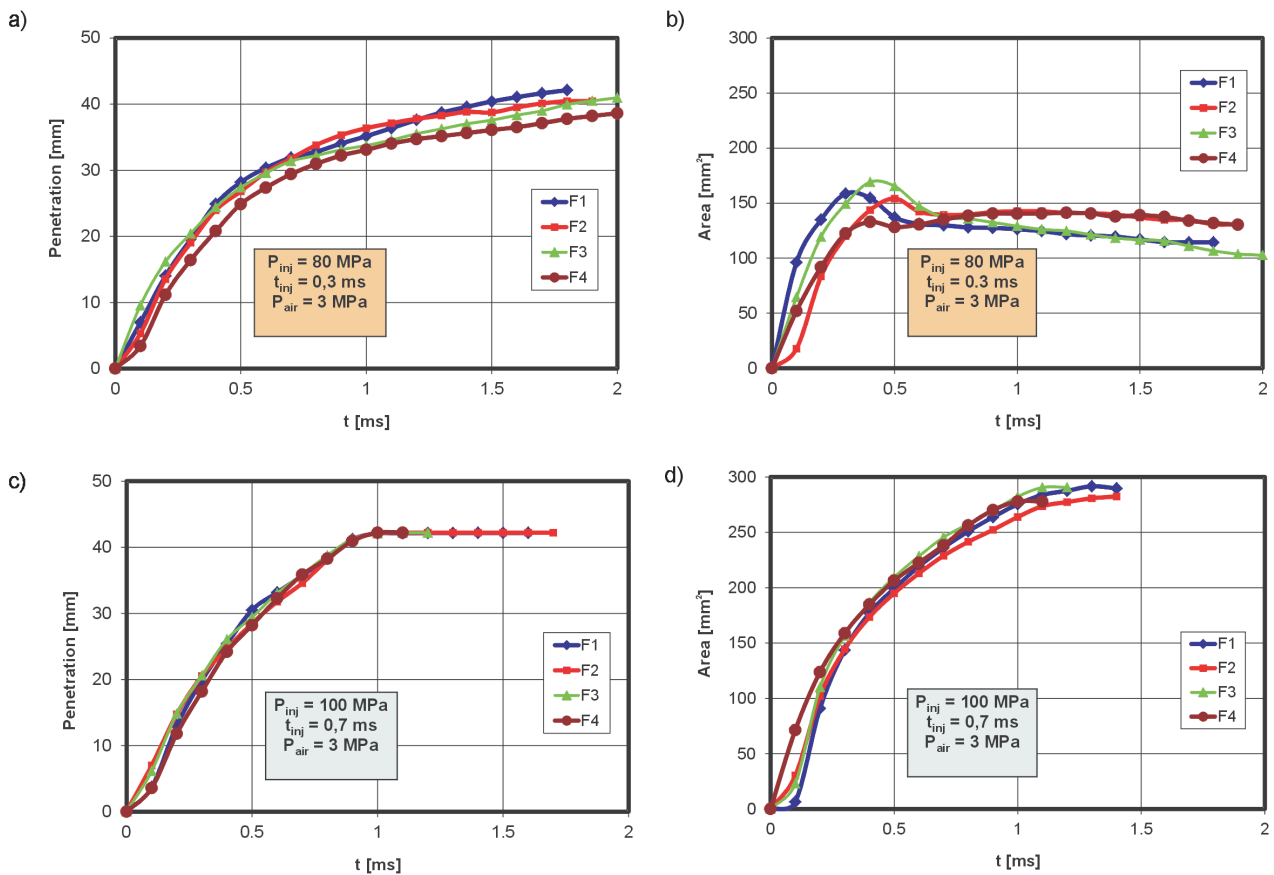 a)
50
40
30
20
10
0
Penetration [mm]
0 0.5 1 1.5 2
t [ms]
F1
F2
F3
F4
P_inj = 80 MPa
t_inj = 0,3 ms
P_air = 3 MPa
b)
300
250
200
150
100
50
0
Area [mm²]
0 0.5 1 1.5 2
t [ms]
F1
F2
F3
F4
P_inj = 80 MPa
t_inj = 0.3 ms
P_air = 3 MPa
c)
50
40
30
20
10
0
Penetration [mm]
0 0.5 1 1.5 2
t [ms]
F1
F2
F3
F4
P_inj = 100 MPa
t_inj = 0,7 ms
P_air = 3 MPa
d)
300
250
200
150
100
50
0
Area [mm²]
0 0.5 1 1.5 2
t [ms]
F1
F2
F3
F4
P_inj = 100 MPa
t_inj = 0,7 ms
P_air = 3 MPa